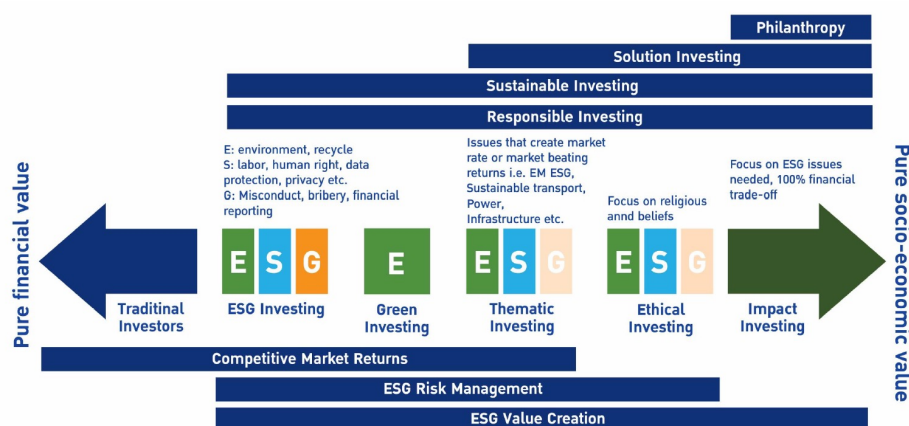 Philanthropy
Solution Investing
Sustainable Investing
Responsible Investing
Pure financial value
E: environment, recycle
S: labor, human right, data
protection, privacy etc.
G: Misconduct, bribery, financial
reporting
Issues that create market
rate or market beating
returns i.e. EM ESG,
Sustainable transport,
Power,
Infrastructure etc.
Focus on religious
annd beliefs
Focus on ESG issues
needed, 100% financial
trade-off
Pure socio-economic value
E S G
E
E S G
E S G
Traditinal
Investors
ESG Investing
Green
Investing
Thematic
Investing
Ethical
Investing
Impact
Investing
Competitive Market Returns
ESG Risk Management
ESG Value Creation